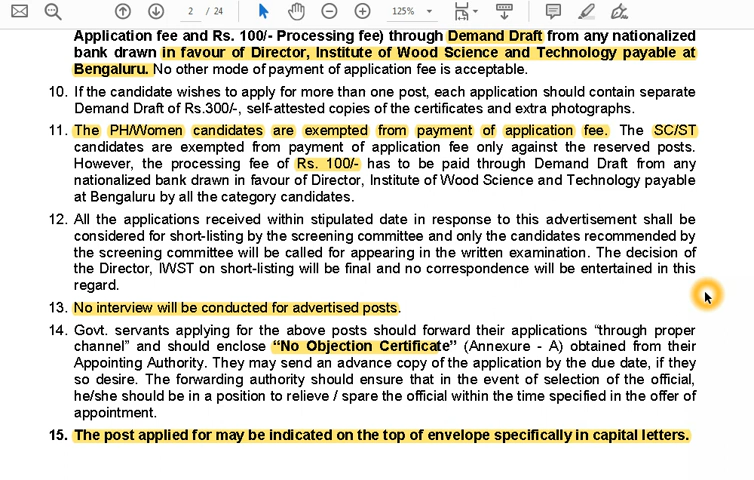 2 / 24 125%
Application fee and Rs. 100/- Processing fee) through Demand Draft from any nationalized
bank drawn in favour of Director, Institute of Wood Science and Technology payable at
Bengaluru. No other mode of payment of application fee is acceptable.
10. If the candidate wishes to apply for more than one post, each application should contain separate
Demand Draft of Rs.300/-, self-attested copies of the certificates and extra photographs.
11. The PH/Women candidates are exempted from payment of application fee. The SC/ST
candidates are exempted from payment of application fee only against the reserved posts.
However, the processing fee of Rs. 100/- has to be paid through Demand Draft from any
nationalized bank drawn in favour of Director, Institute of Wood Science and Technology payable
at Bengaluru by all the category candidates.
12. All the applications received within stipulated date in response to this advertisement shall be
considered for short-listing by the screening committee and only the candidates recommended by
the screening committee will be called for appearing in the written examination. The decision of
the Director, IWST on short-listing will be final and no correspondence will be entertained in this
regard.
13. No interview will be conducted for advertised posts.
14. Govt. servants applying for the above posts should forward their applications “through proper
channel” and should enclose “No Objection Certificate” (Annexure - A) obtained from their
Appointing Authority. They may send an advance copy of the application by the due date, if they
so desire. The forwarding authority should ensure that in the event of selection of the official,
he/she should be in a position to relieve / spare the official within the time specified in the offer of
appointment.
15. The post applied for may be indicated on the top of envelope specifically in capital letters.